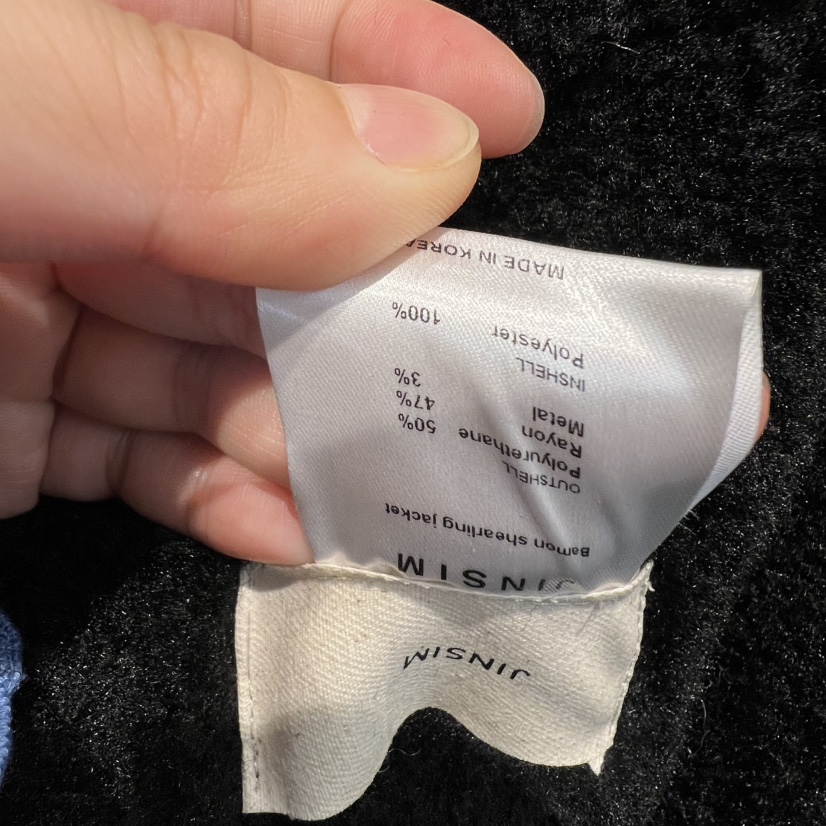 JINSIM
JINSIM
Bamon shearling jacket
OUTSHELL
Polyurethane 50%
Rayon 47%
Metal 3%
INSHELL
Polyester 100%
MADE IN KOREA